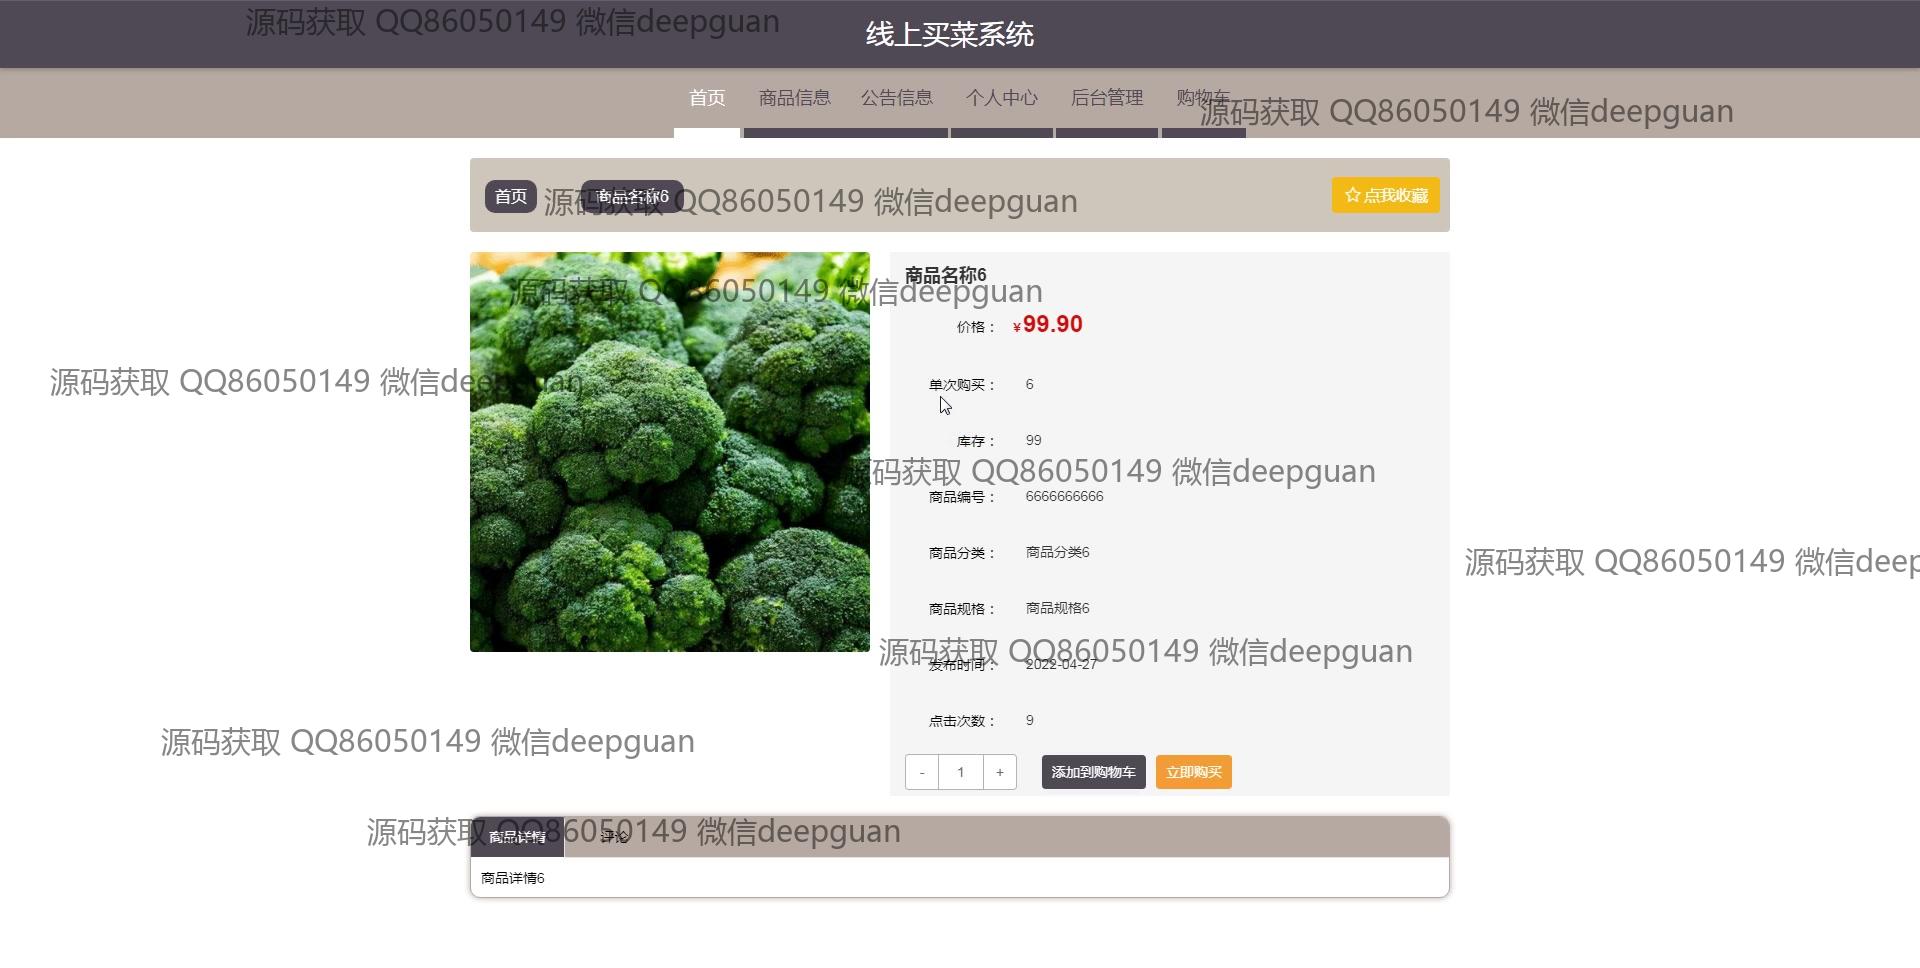 源码获取 QQ86050149 微信deepguan
线上买菜系统
首页 商品信息 公告信息 个人中心 后台管理 购物车
源码获取 QQ86050149 微信deepguan
首页 商品名称6
源码获取 QQ86050149 微信deepguan
☆点我收藏
商品名称6
源码获取 QQ86050149 微信deepguan
价格： ¥99.90
源码获取 QQ86050149 微信deepguan
单次购买： 6
库存： 99
源码获取 QQ86050149 微信deepguan
商品编号： 6666666666
商品分类： 商品分类6
源码获取 QQ86050149 微信deep
商品规格： 商品规格6
源码获取 QQ86050149 微信deepguan
发布时间： 2022-04-27
点击次数： 9
源码获取 QQ86050149 微信deepguan
- 1 + 添加到购物车 立即购买
源码获取 QQ86050149 微信deepguan
商品详情 评论
商品详情6